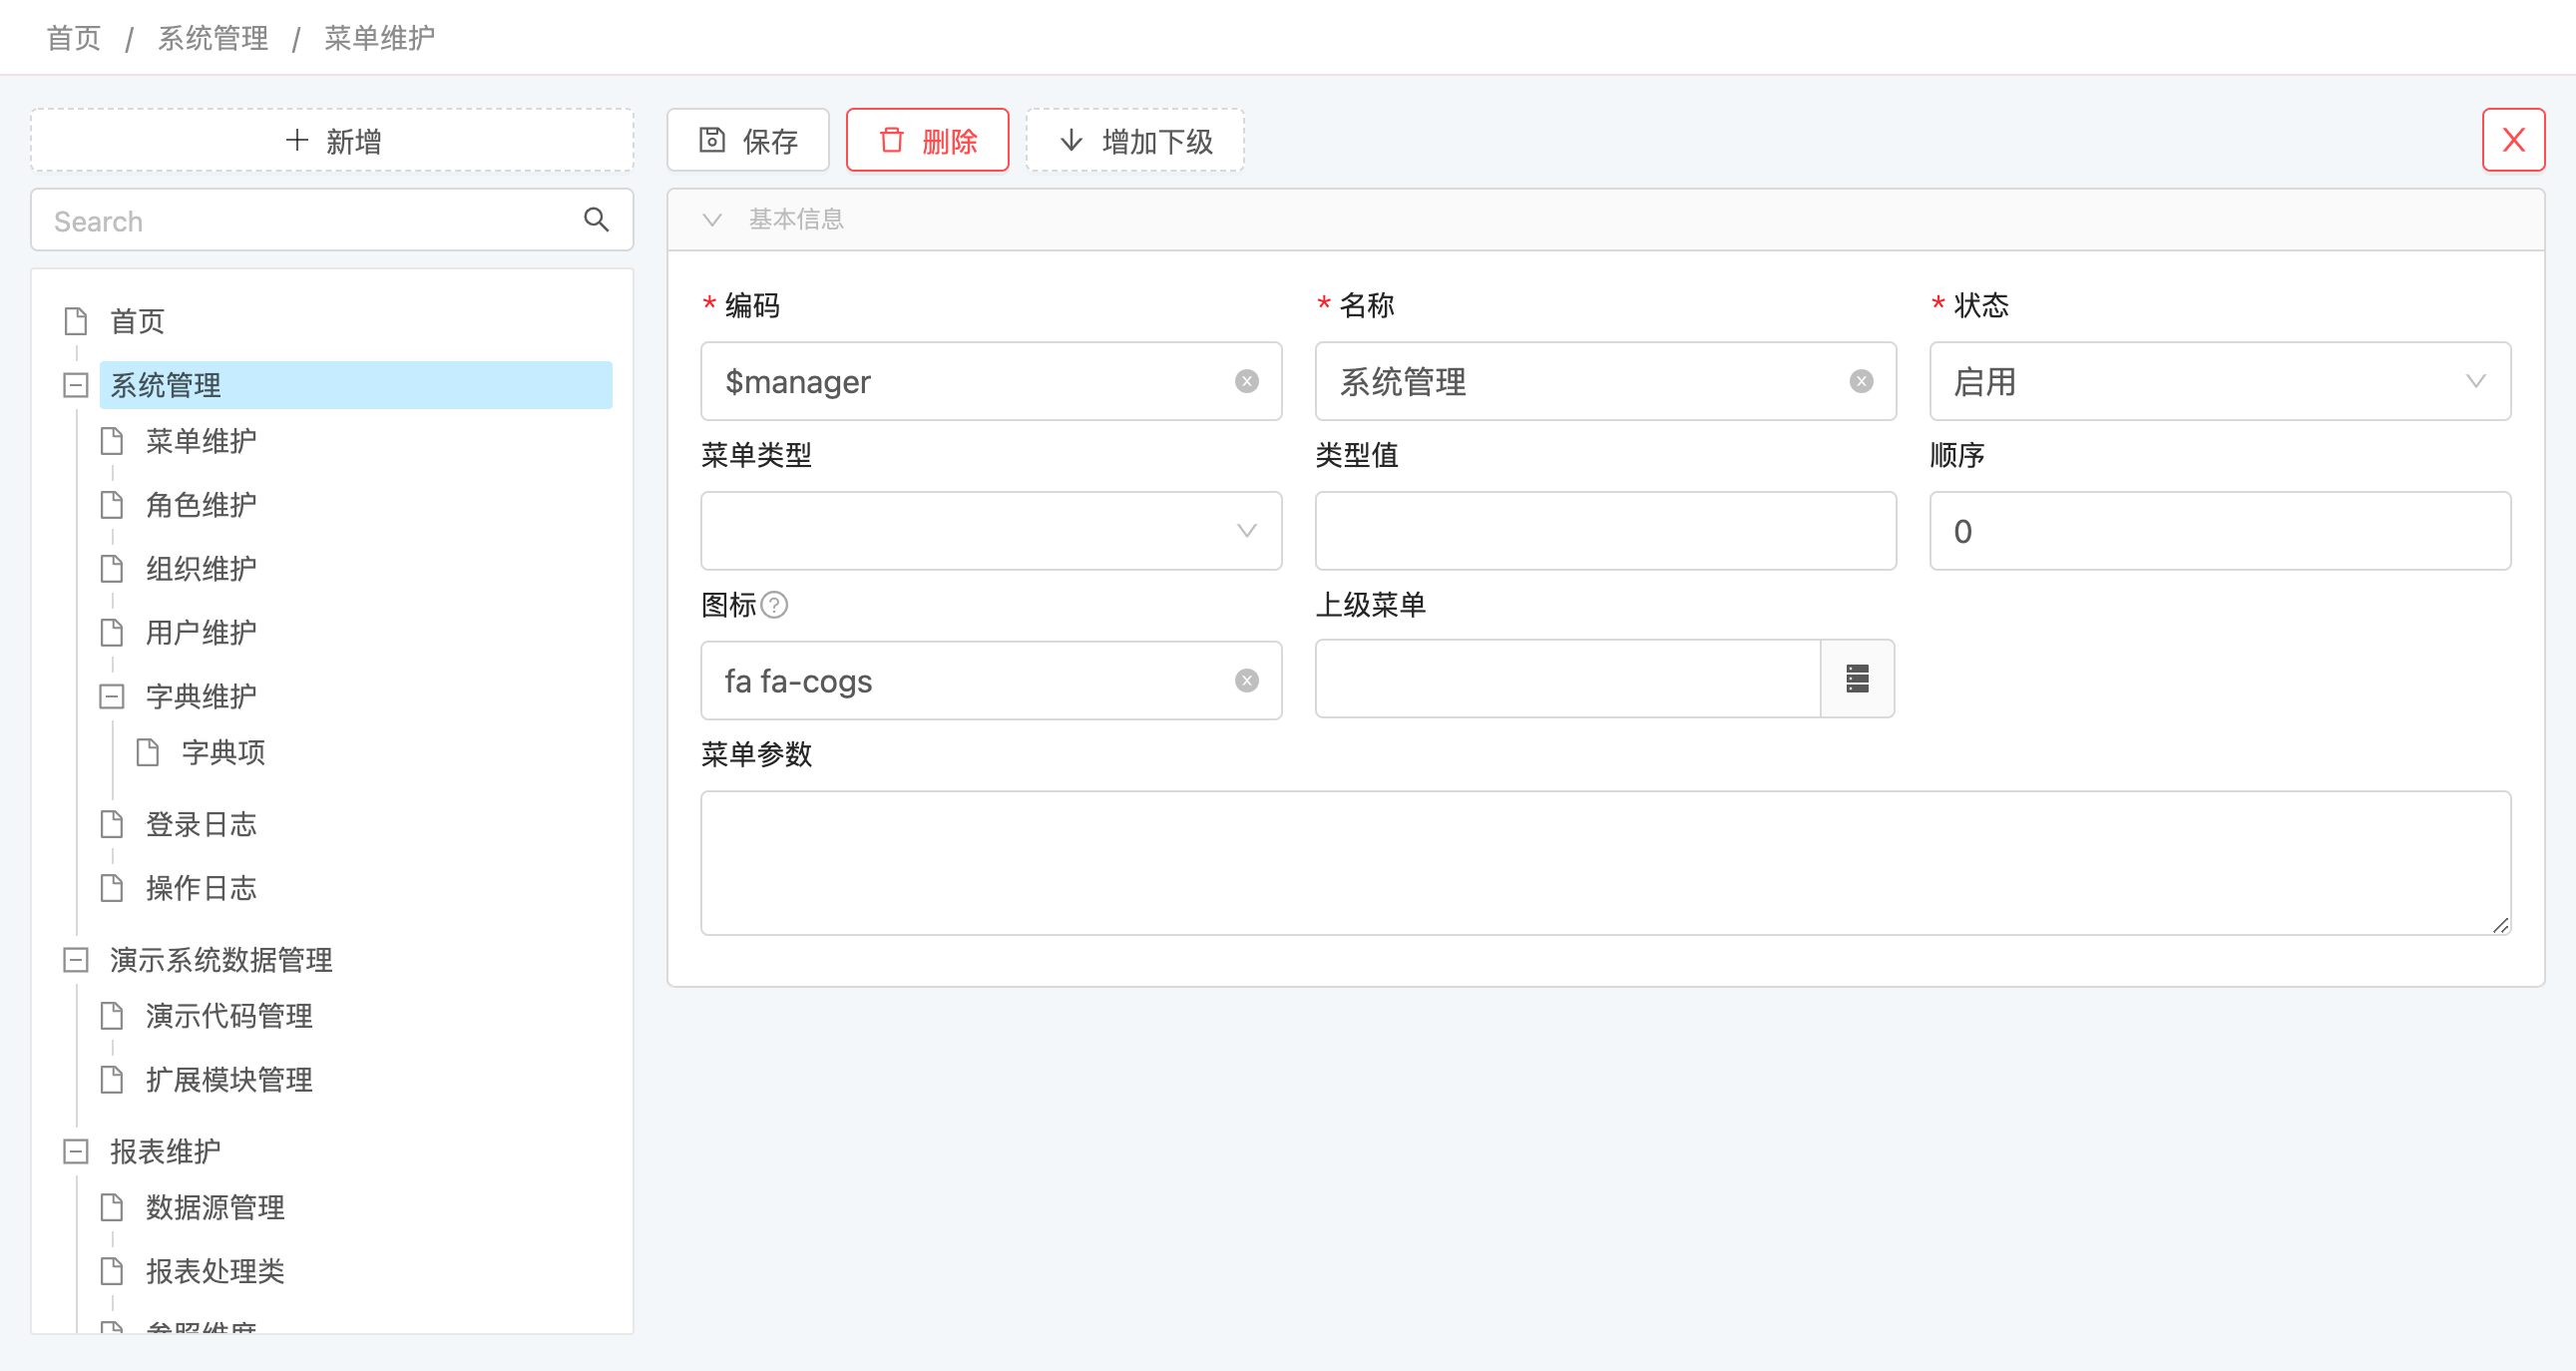 首页 / 系统管理 / 菜单维护
新增
Search
首页
系统管理
菜单维护
角色维护
组织维护
用户维护
字典维护
字典项
登录日志
操作日志
演示系统数据管理
演示代码管理
扩展模块管理
报表维护
数据源管理
报表处理类
保存 删除 增加下级
基本信息
* 编码 * 名称 * 状态
$manager 系统管理 启用
菜单类型 类型值 顺序
0
图标 上级菜单
fa fa-cogs
菜单参数